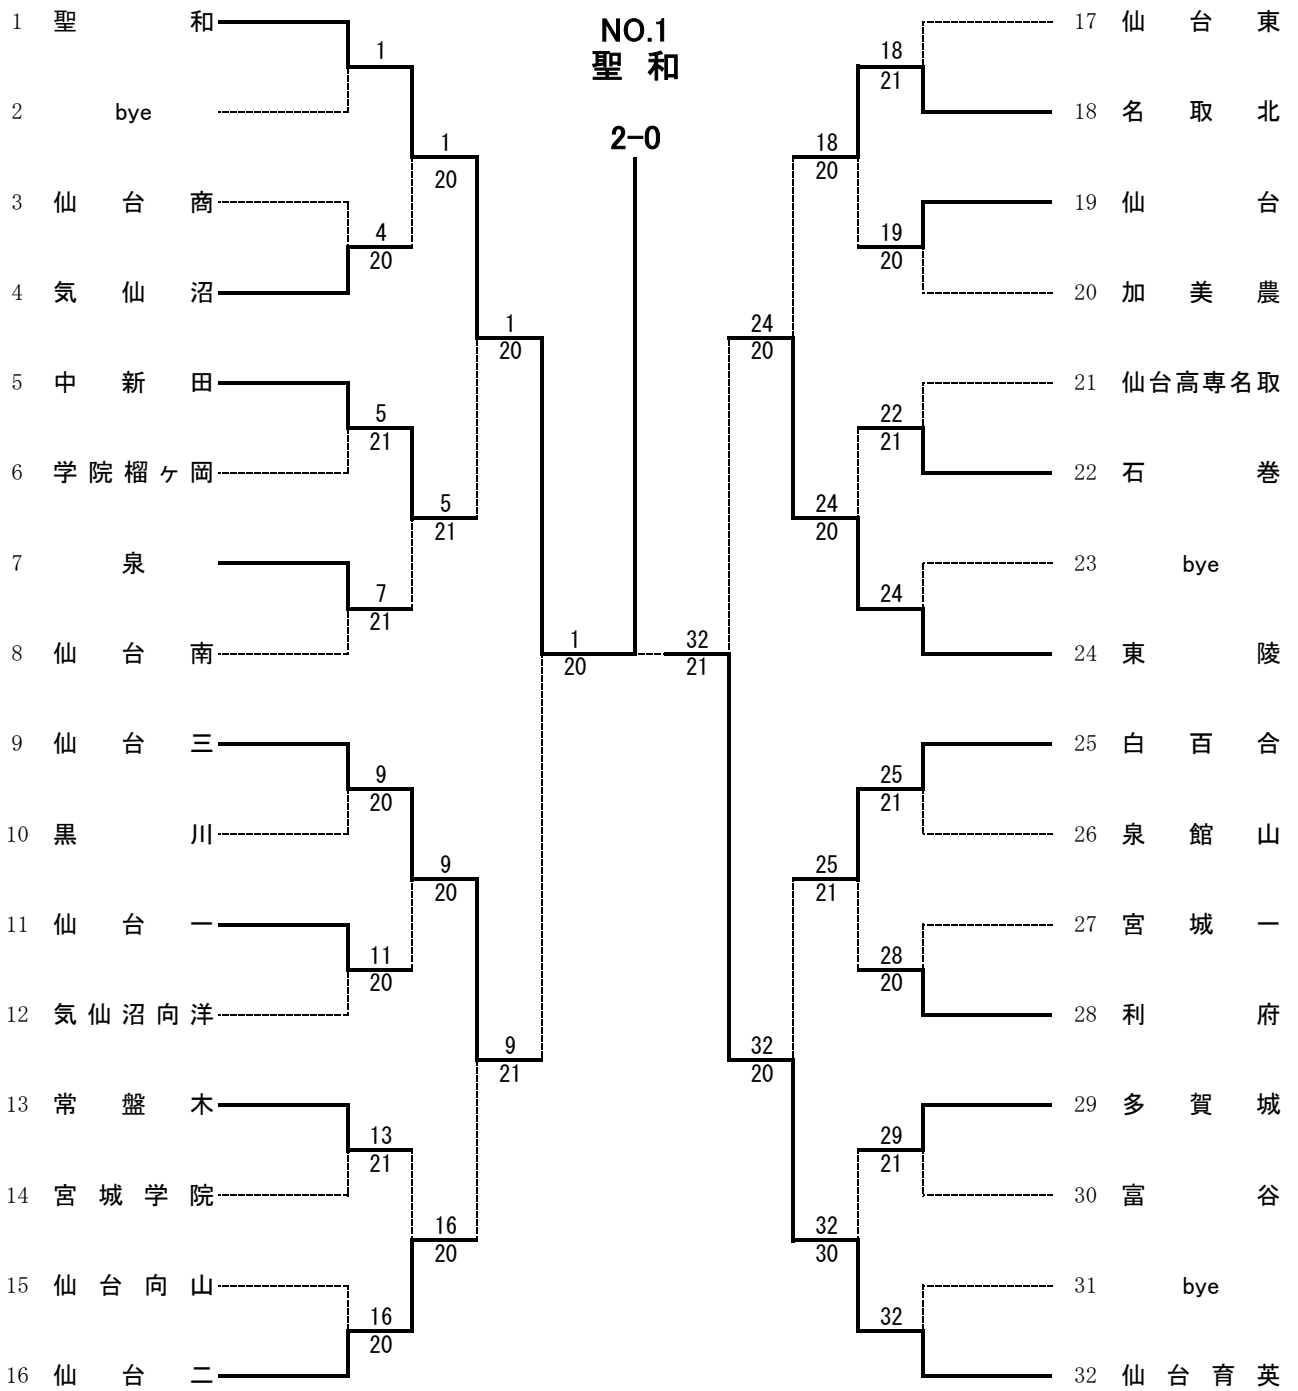 1 聖和
2 bye
3 仙台商
4 気仙沼
5 中新田
6 学院榴ヶ岡
7 泉
8 仙台南
9 仙台三
10 黒川
11 仙台一
12 気仙沼向洋
13 常盤木
14 宮城学院
15 仙台向山
16 仙台二
1
4
20
5
21
7
21
9
20
11
20
13
21
16
20
1
20
5
21
9
20
16
20
1
20
9
21
1
20
NO.1
聖和
2-0
32
21
24
20
32
20
18
20
24
20
25
21
32
30
18
21
19
20
22
21
24
25
21
28
20
29
21
32
17 仙台東
18 名取北
19 仙台
20 加美農
21 仙台高専名取
22 石巻
23 bye
24 東陵
25 白百合
26 泉館山
27 宮城一
28 利府
29 多賀城
30 富谷
31 bye
32 仙台育英